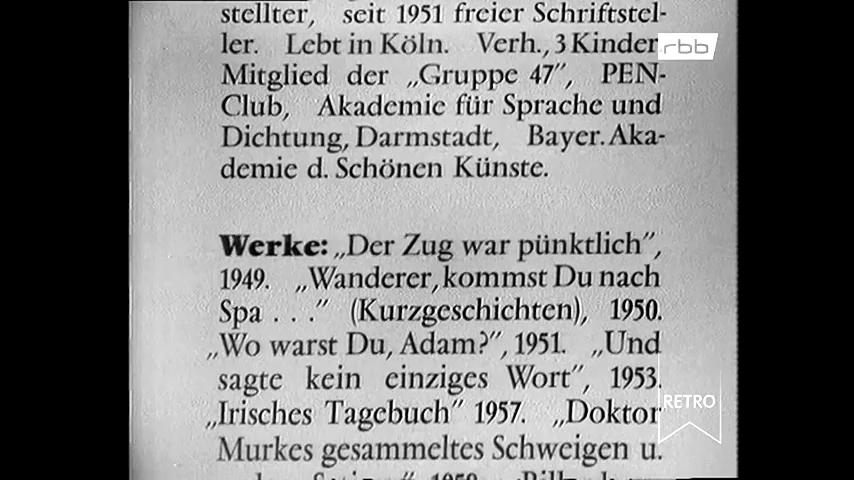 stellter, seit 1951 freier Schriftstel-
ler. Lebt in Köln. Verh., 3 Kinder
rbb
Mitglied der „Gruppe 47”, PEN-
Club, Akademie für Sprache und
Dichtung, Darmstadt, Bayer. Aka-
demie d. Schönen Künste.
Werke: „Der Zug war pünktlich”,
1949. „Wanderer, kommst Du nach
Spa . . .” (Kurzgeschichten), 1950.
„Wo warst Du, Adam?”, 1951. „Und
sagte kein einziges Wort”, 1953.
„Irisches Tagebuch” 1957. „Doktor
RETRO
Murkes gesammeltes Schweigen u.